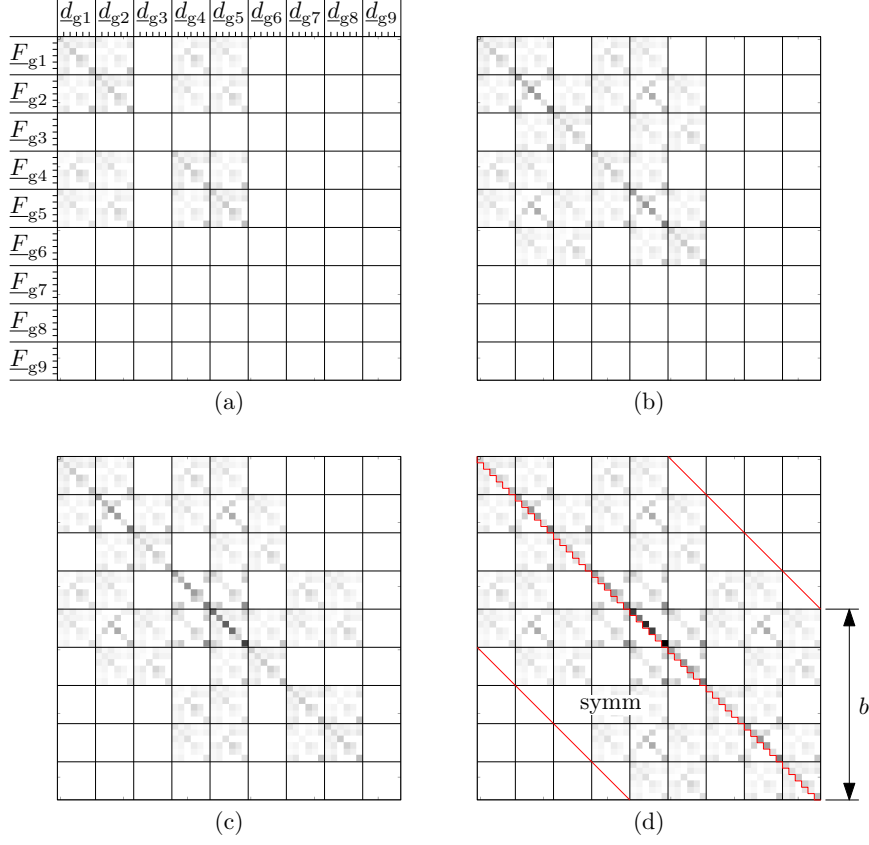 d_g1 d_g2 d_g3 d_g4 d_g5 d_g6 d_g7 d_g8 d_g9
F_g1
F_g2
F_g3
F_g4
F_g5
F_g6
F_g7
F_g8
F_g9
(a)
(b)
symm
b
(c)
(d)